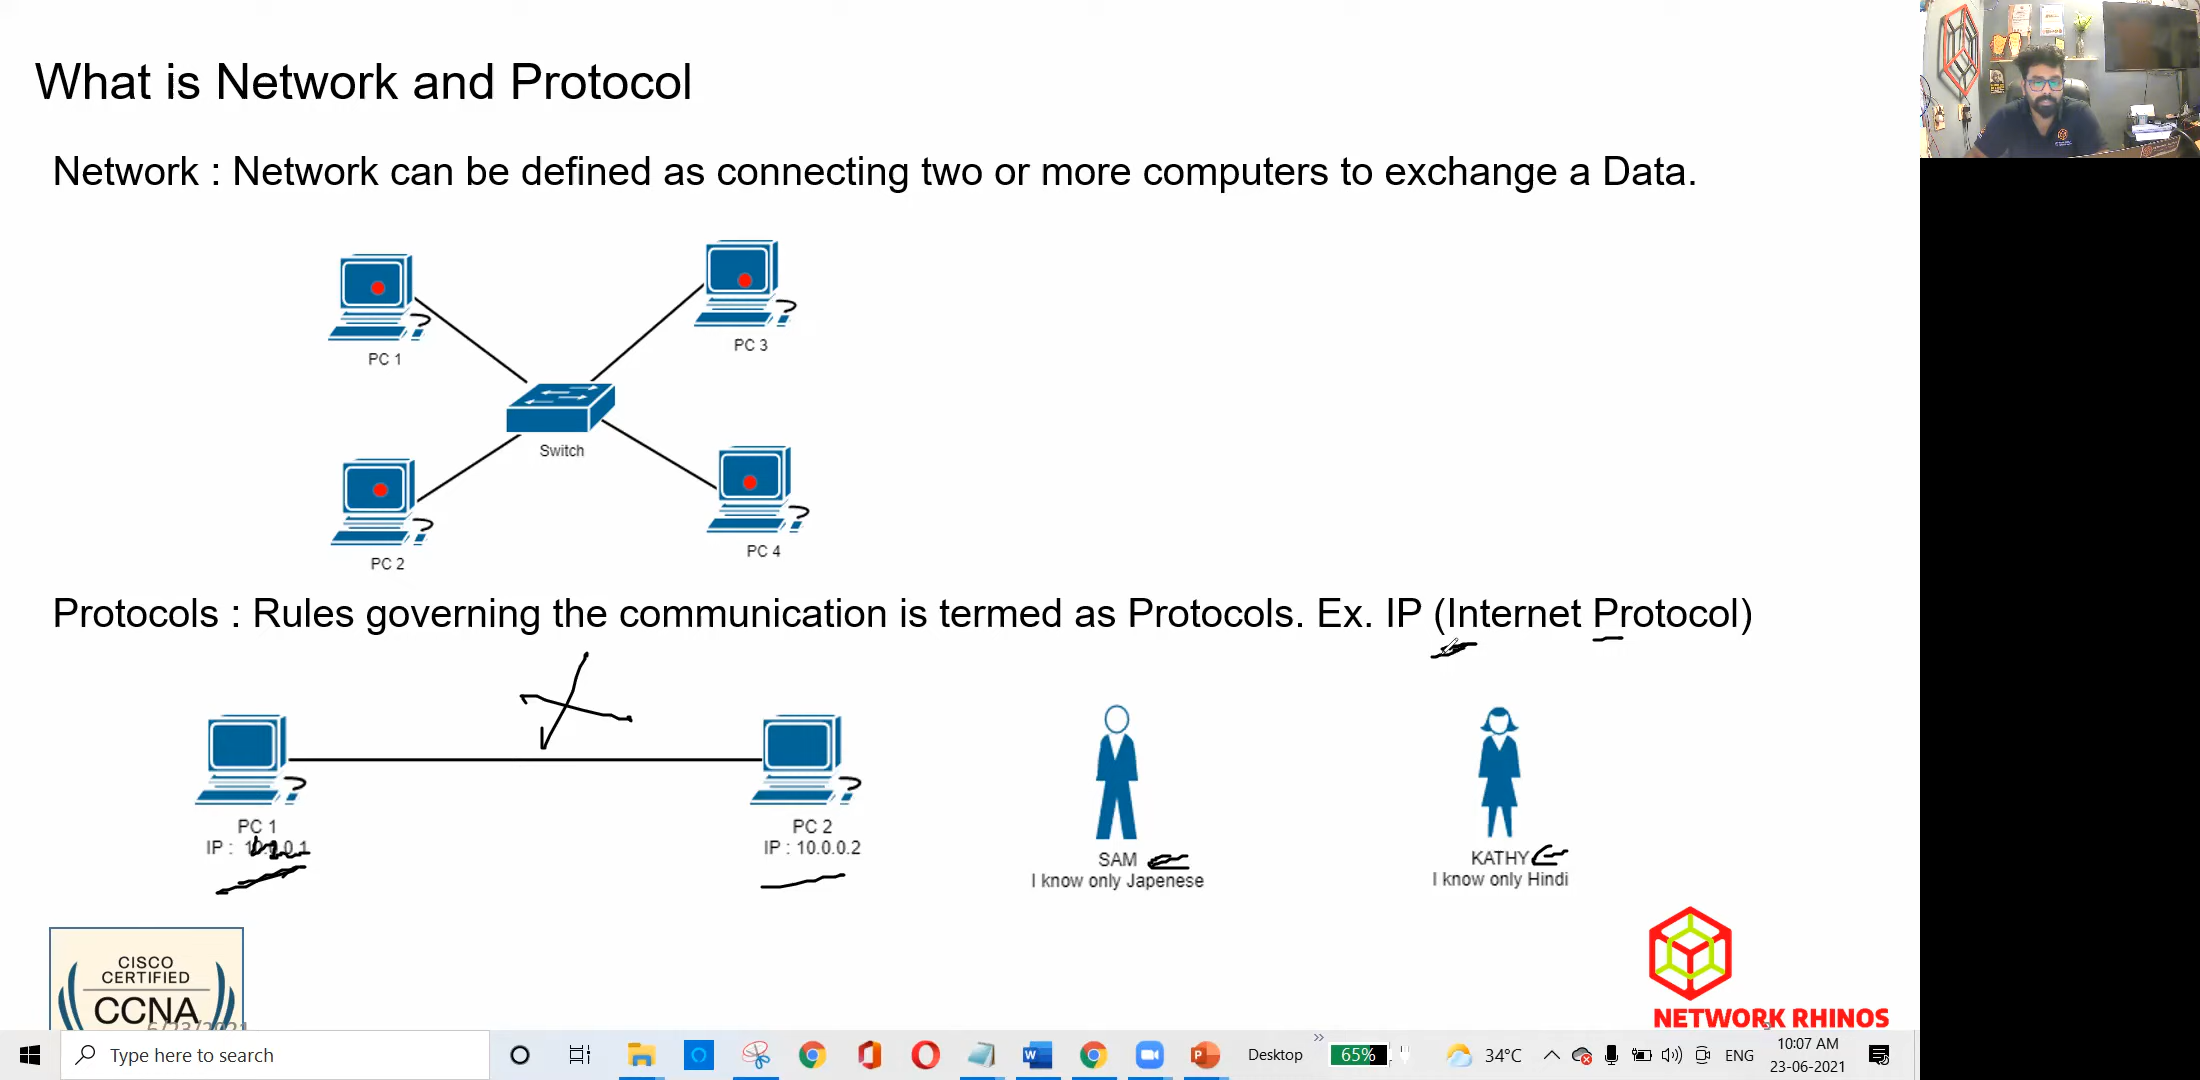 What is Network and Protocol
Network : Network can be defined as connecting two or more computers to exchange a Data.
PC 1
PC 3
Switch
PC 2
PC 4
Protocols : Rules governing the communication is termed as Protocols. Ex. IP (Internet Protocol)
PC 1
IP : 10.0.0.1
PC 2
IP : 10.0.0.2
SAM
I know only Japenese
KATHY
I know only Hindi
CISCO
CERTIFIED
CCNA
NETWORK RHINOS
Type here to search
Desktop
65%
34°C
ENG
10:07 AM
23-06-2021